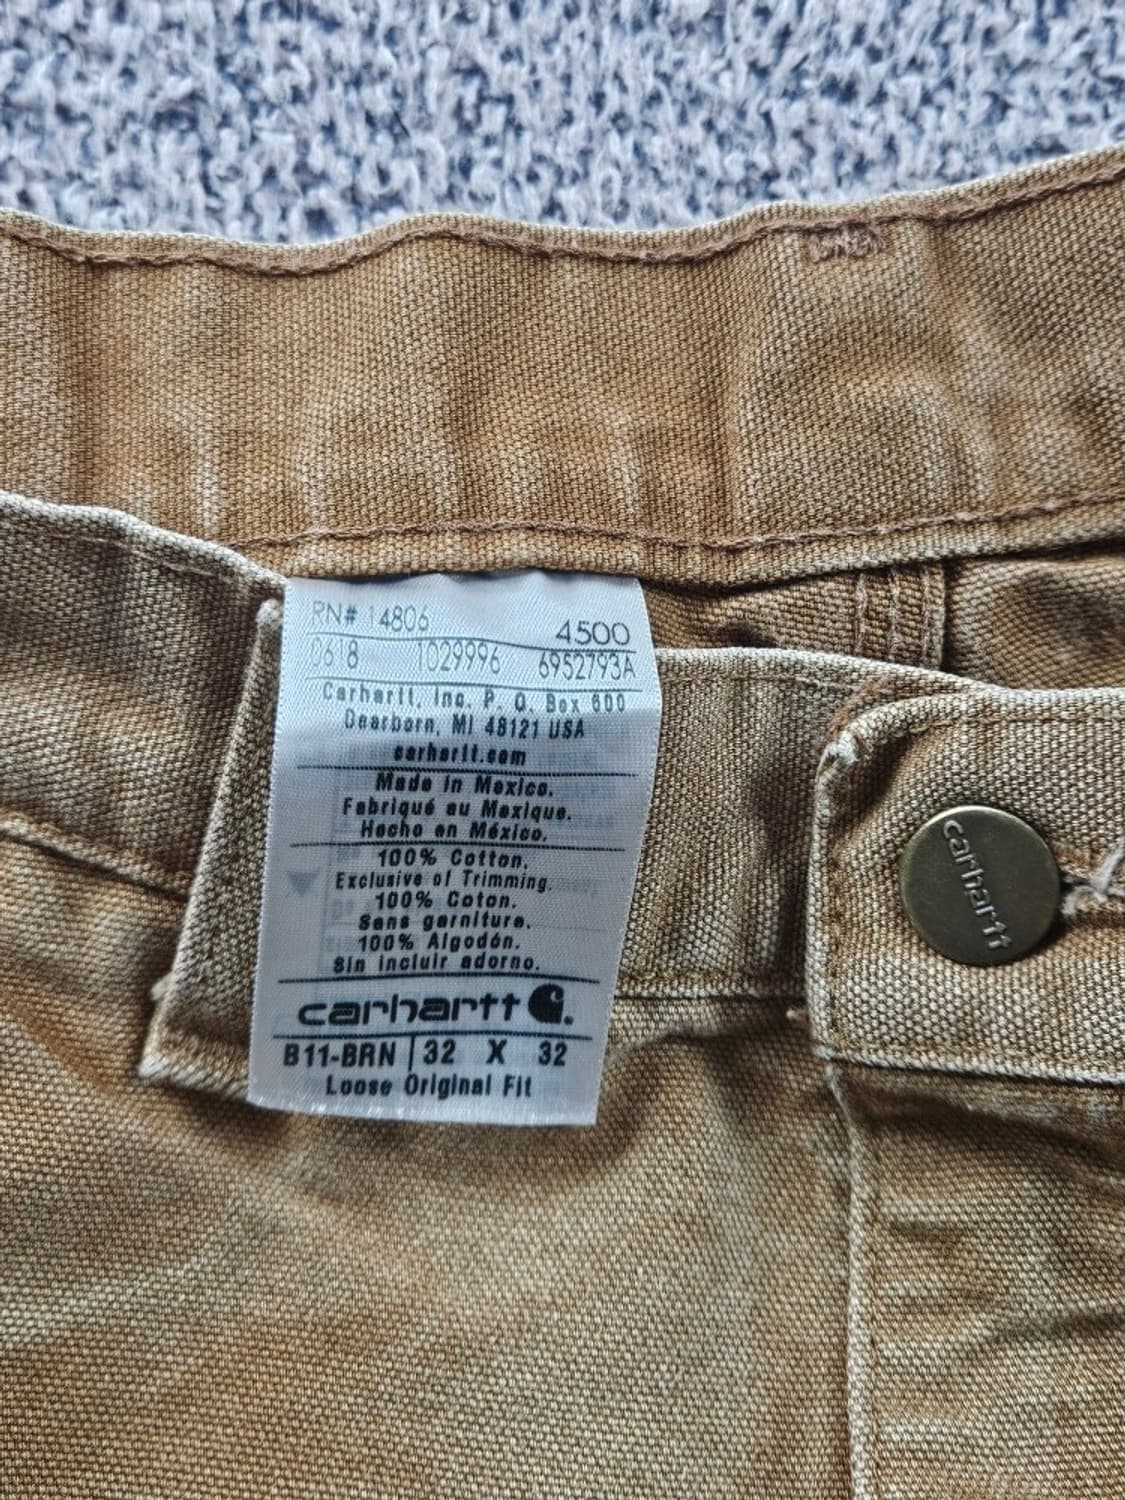 RN# 14806 4500
0618 1029996 6952793A
Carhartt, Inc. P. O. Box 600
Dearborn, MI 48121 USA
carhartt.com
Made in Mexico.
Fabriqué au Mexique.
Hecho en México.
100% Cotton.
Exclusive of Trimming.
100% Coton.
Sans garniture.
100% Algodón.
Sin incluir adorno.
carhartt
B11-BRN | 32 X 32
Loose Original Fit
carhartt